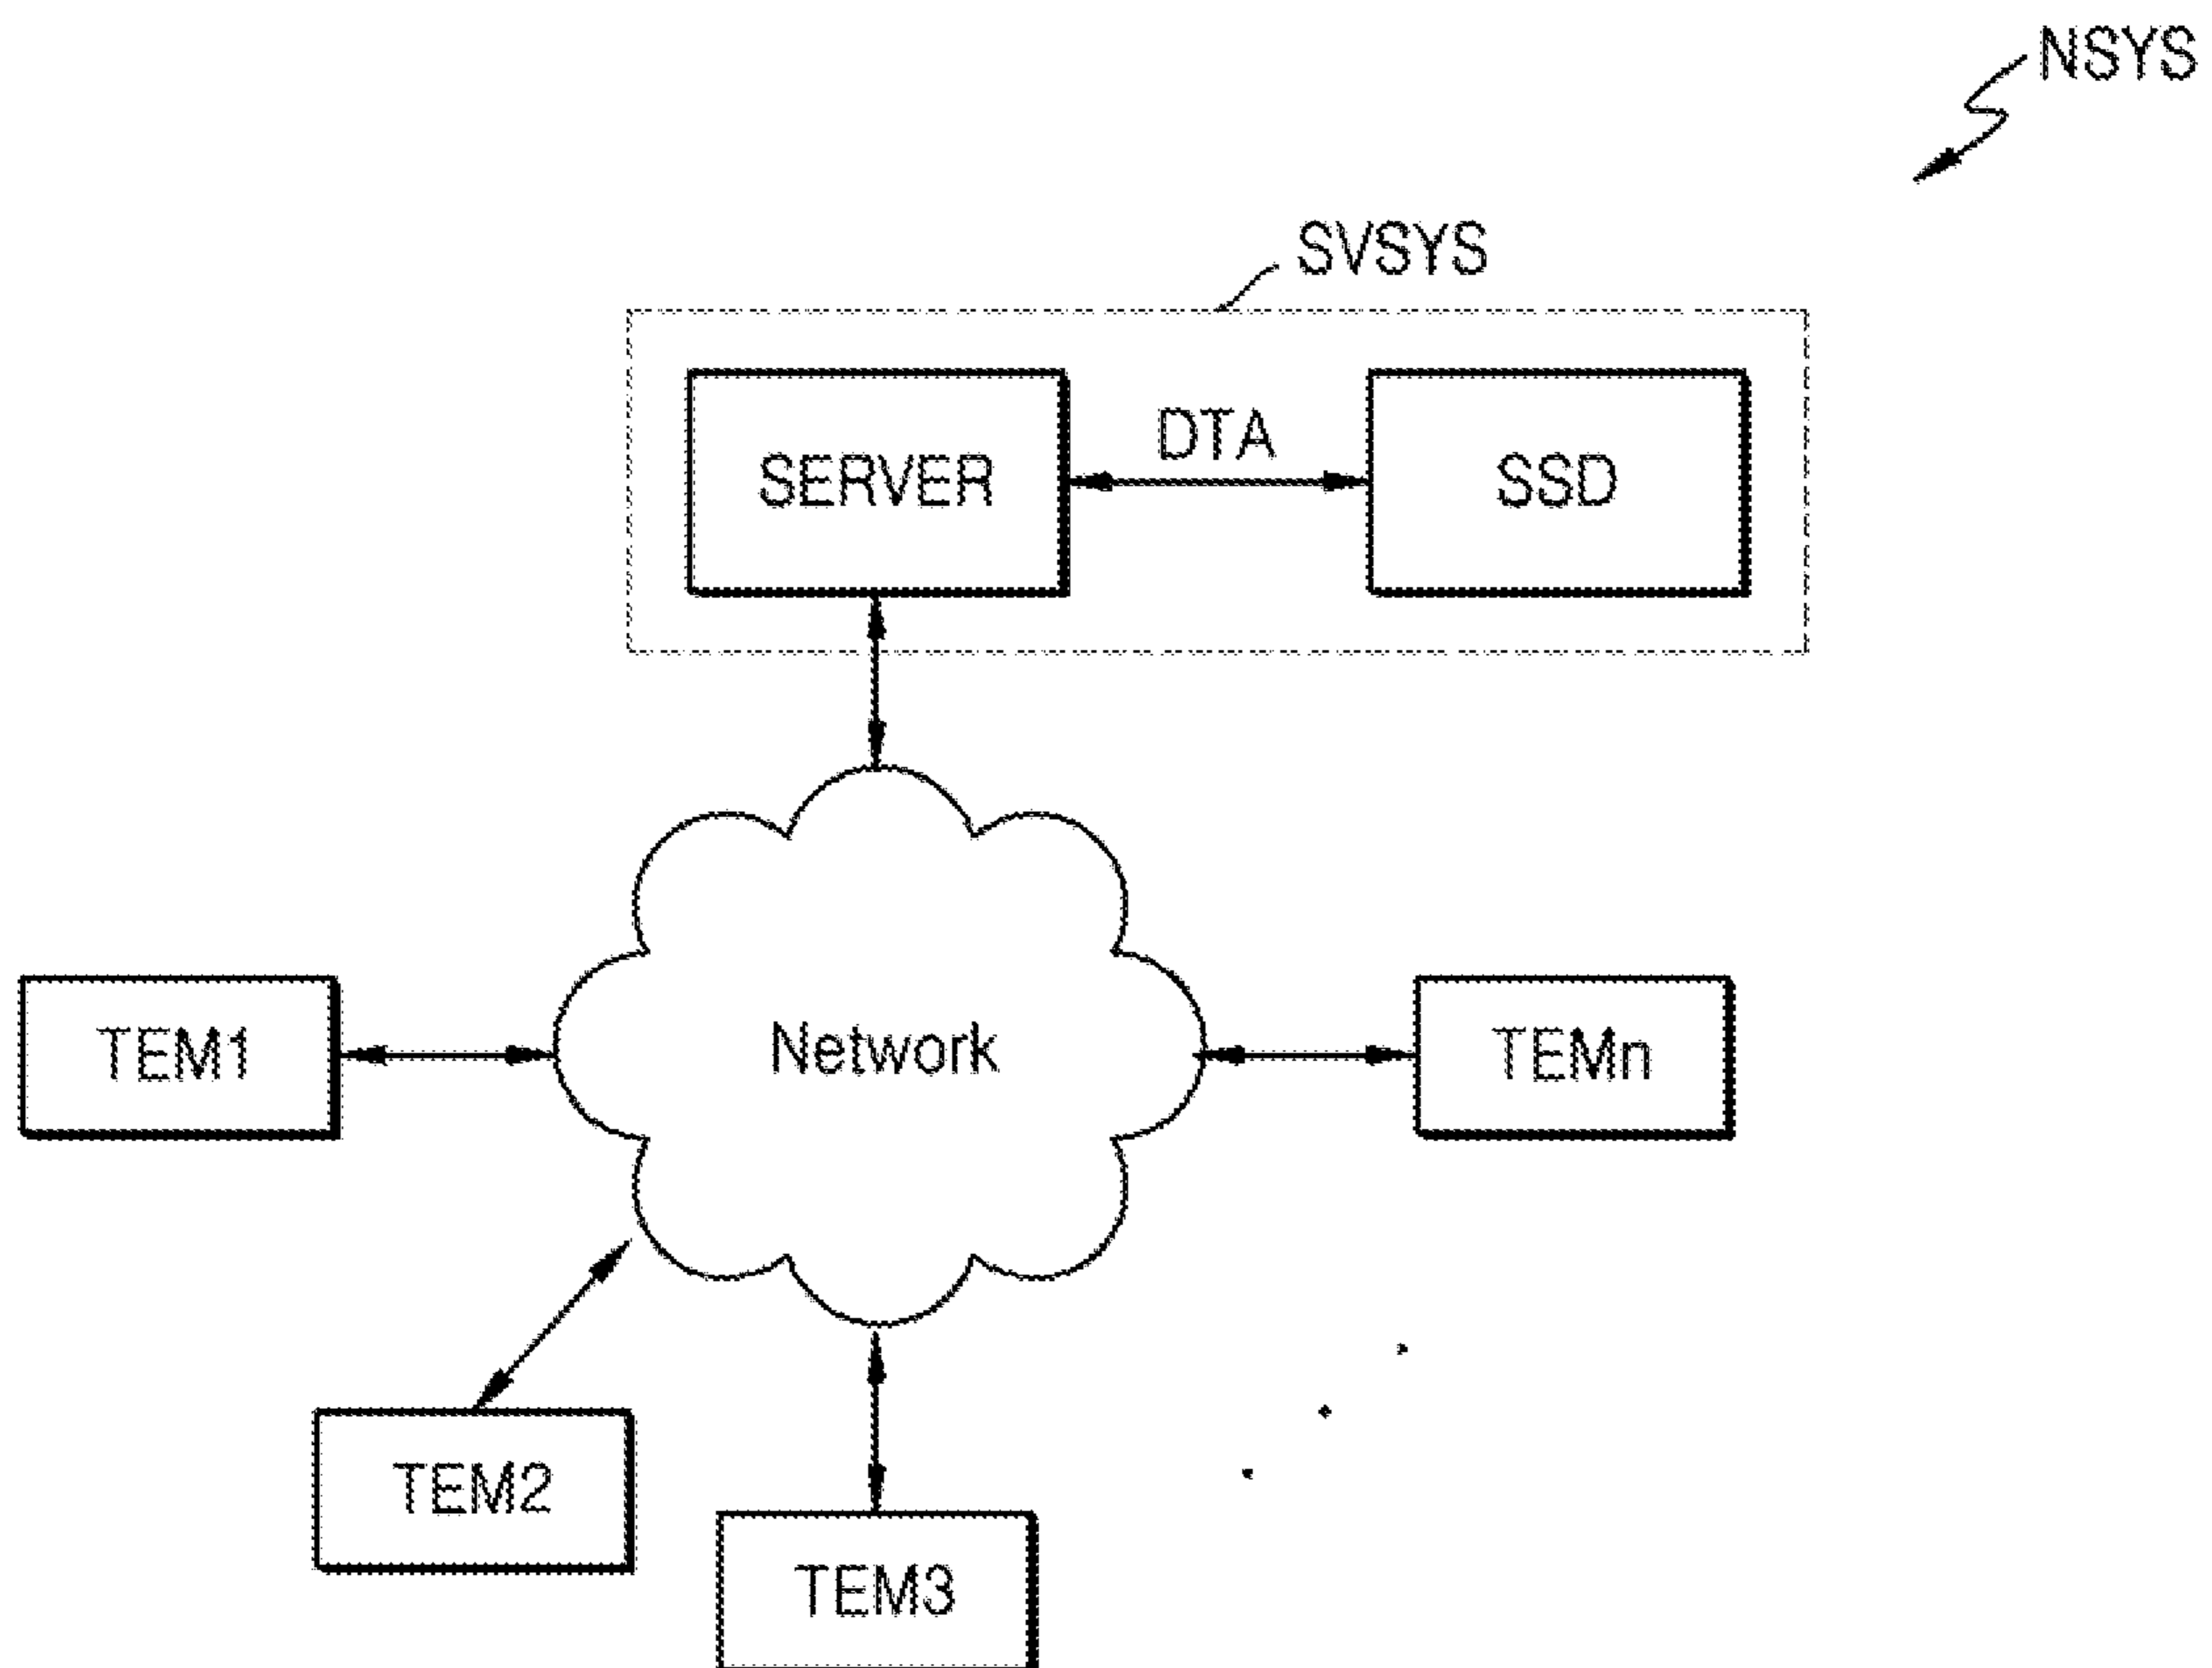 NSYS
SVSYS
DTA
SERVER
SSD
TEM1
Network
TEMn
TEM2
TEM3